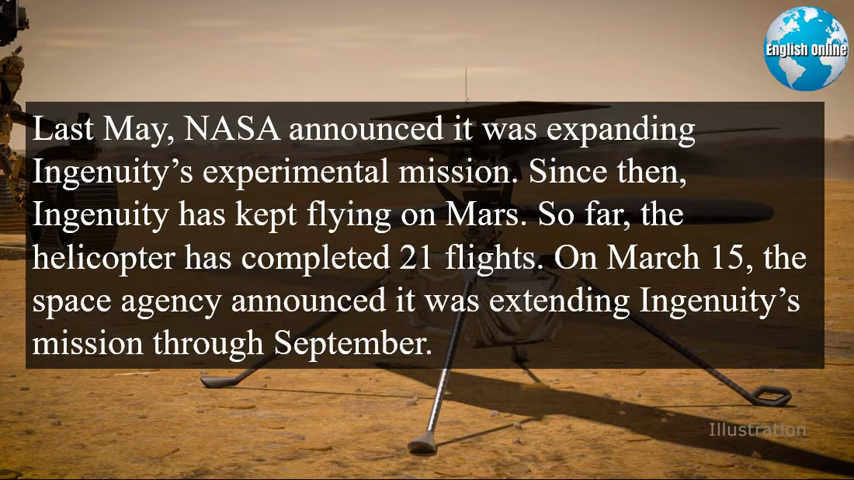 English Online
Last May, NASA announced it was expanding
Ingenuity’s experimental mission. Since then,
Ingenuity has kept flying on Mars. So far, the
helicopter has completed 21 flights. On March 15, the
space agency announced it was extending Ingenuity’s
mission through September.
Illustration